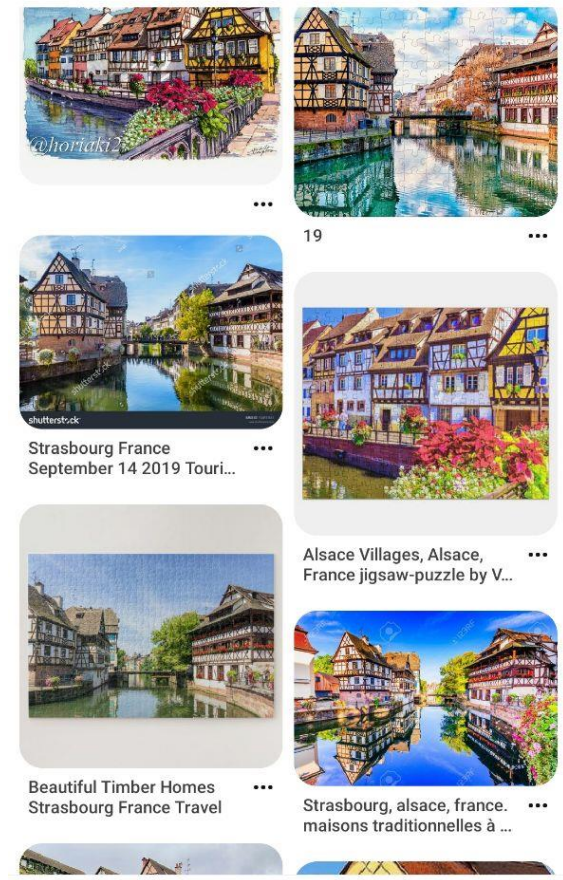 @horiaki2
19
shutterstock
Strasbourg France
September 14 2019 Touri...
Alsace Villages, Alsace,
France jigsaw-puzzle by V...
Beautiful Timber Homes
Strasbourg France Travel
Strasbourg, alsace, france.
maisons traditionnelles à ...